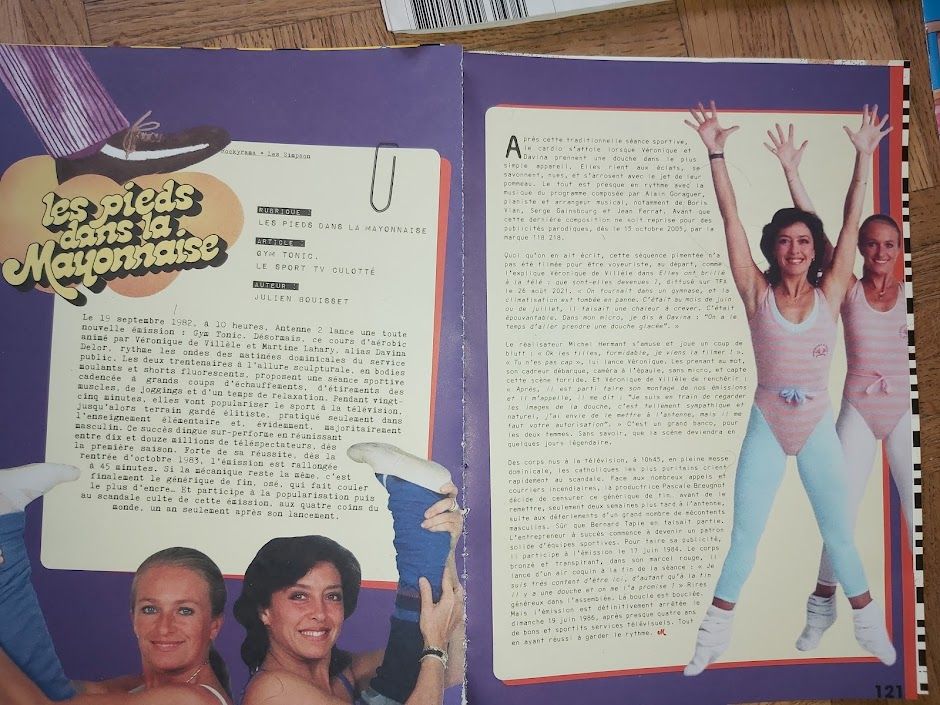 Rockyrama • Les Simpson
les pieds
dans la
Mayonnaise
RUBRIQUE :
LES PIEDS DANS LA MAYONNAISE
ARTICLE :
GYM TONIC,
LE SPORT TV CULOTTÉ
AUTEUR :
JULIEN GOUISSET
Le 19 septembre 1982, à 10 heures, Antenne 2 lance une toute
nouvelle émission : Gym Tonic. Désormais, ce cours d'aérobic
animé par Véronique de Villèle et Martine Lahary, alias Davina
Delor, rythme les ondes des matinées dominicales du service
public. Les deux trentenaires à l'allure sculpturale, en bodies
moulants et shorts fluorescents, proposent une séance sportive
cadencée à grands coups d'échauffements, d'étirements des
muscles, de joggings et d'un temps de relaxation. Pendant vingt-
cinq minutes, elles vont populariser le sport à la télévision,
jusqu'alors terrain gardé élitiste, pratiqué seulement dans
l'enseignement élémentaire et, évidemment, majoritairement
masculin. Ce succès dingue sur-performe en réunissant
entre dix et douze millions de téléspectateurs, dès
la première saison. Forte de sa réussite, dès la
rentrée d'octobre 1983, l'émission est rallongée
à 45 minutes. Si la mécanique reste la même, c'est
finalement le générique de fin, osé, qui fait couler
le plus d'encre… Et participe à la popularisation puis
au scandale culte de cette émission, aux quatre coins du
monde, un an seulement après son lancement.
Après cette traditionnelle séance sportive,
le cardio s'affole lorsque Véronique et
Davina prennent une douche dans le plus
simple appareil. Elles rient aux éclats, se
savonnent, nues, et s'arrosent avec le jet de leur
pommeau. Le tout est presque en rythme avec la
musique du programme composée par Alain Goraguer,
pianiste et arrangeur musical, notamment de Boris
Vian, Serge Gainsbourg et Jean Ferrat. Avant que
cette dernière composition ne soit reprise pour des
publicités parodiques, dès le 15 octobre 2005, par la
marque 118 218.
Quoi qu'on en ait écrit, cette séquence pimentée n'a
pas été filmée pour être voyeuriste, au départ, comme
l'explique Véronique de Villèle dans Elles ont brillé
à la télé : que sont-elles devenues ?, diffusé sur TFX
le 26 août 2021. « On tournait dans un gymnase, et la
climatisation est tombée en panne. C'était au mois de juin
ou de juillet, il faisait une chaleur à crever. C'était
épouvantable. Dans mon micro, je dis à Davina : "On a le
temps d'aller prendre une douche glacée". »
Le réalisateur Michel Hermant s'amuse et joue un coup de
bluff : « Ok les filles, formidable, je viens la filmer ! »,
« Tu n'es pas cap », lui lance Véronique. Les prenant au mot,
son cadreur débarque, caméra à l'épaule, sans micro, et capte
cette scène torride. Et Véronique de Villèle de renchérir :
« Après, il est parti faire son montage de nos émissions
et il m'appelle, il me dit : "Je suis en train de regarder
les images de la douche, c'est tellement sympathique et
naturel, j'ai envie de le mettre à l'antenne, mais il me
faut votre autorisation". » C'est un grand banco, pour
les deux femmes. Sans savoir, que la scène deviendra en
quelques jours légendaire.
Des corps nus à la télévision, à 10h45, en pleine messe
dominicale, les catholiques les plus puritains crient
rapidement au scandale. Face aux nombreux appels et
courriers incendiaires, la productrice Pascale Breugnot
décide de censurer ce générique de fin, avant de le
remettre, seulement deux semaines plus tard à l'antenne,
suite aux déferlements d'un grand nombre de mécontents
masculins. Sûr que Bernard Tapie en faisait partie.
L'entrepreneur à succès commence à devenir un patron
solide d'équipes sportives. Pour faire sa publicité,
il participe à l'émission le 17 juin 1984. Le corps
bronzé et transpirant, dans son marcel rouge, il
lance d'un air coquin à la fin de la séance : « Je
suis très content d'être ici, d'autant qu'à la fin
il y a une douche et on me l'a promise ! » Rires
généreux dans l'assemblée. La boucle est bouclée.
Mais l'émission est définitivement arrêtée le
dimanche 19 juin 1986, après presque quatre ans
de bons et sportifs services télévisuels. Tout
en ayant réussi à garder le rythme.
121